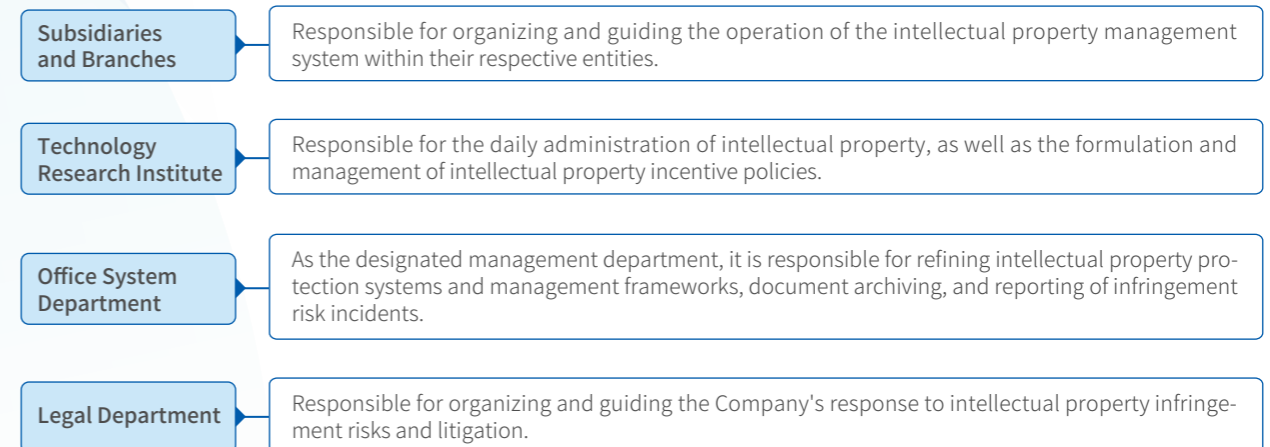 Subsidiaries
and Branches
Responsible for organizing and guiding the operation of the intellectual property management
system within their respective entities.
Technology
Research Institute
Responsible for the daily administration of intellectual property, as well as the formulation and
management of intellectual property incentive policies.
Office System
Department
As the designated management department, it is responsible for refining intellectual property pro-
tection systems and management frameworks, document archiving, and reporting of infringement
risk incidents.
Legal Department
Responsible for organizing and guiding the Company's response to intellectual property infringe-
ment risks and litigation.